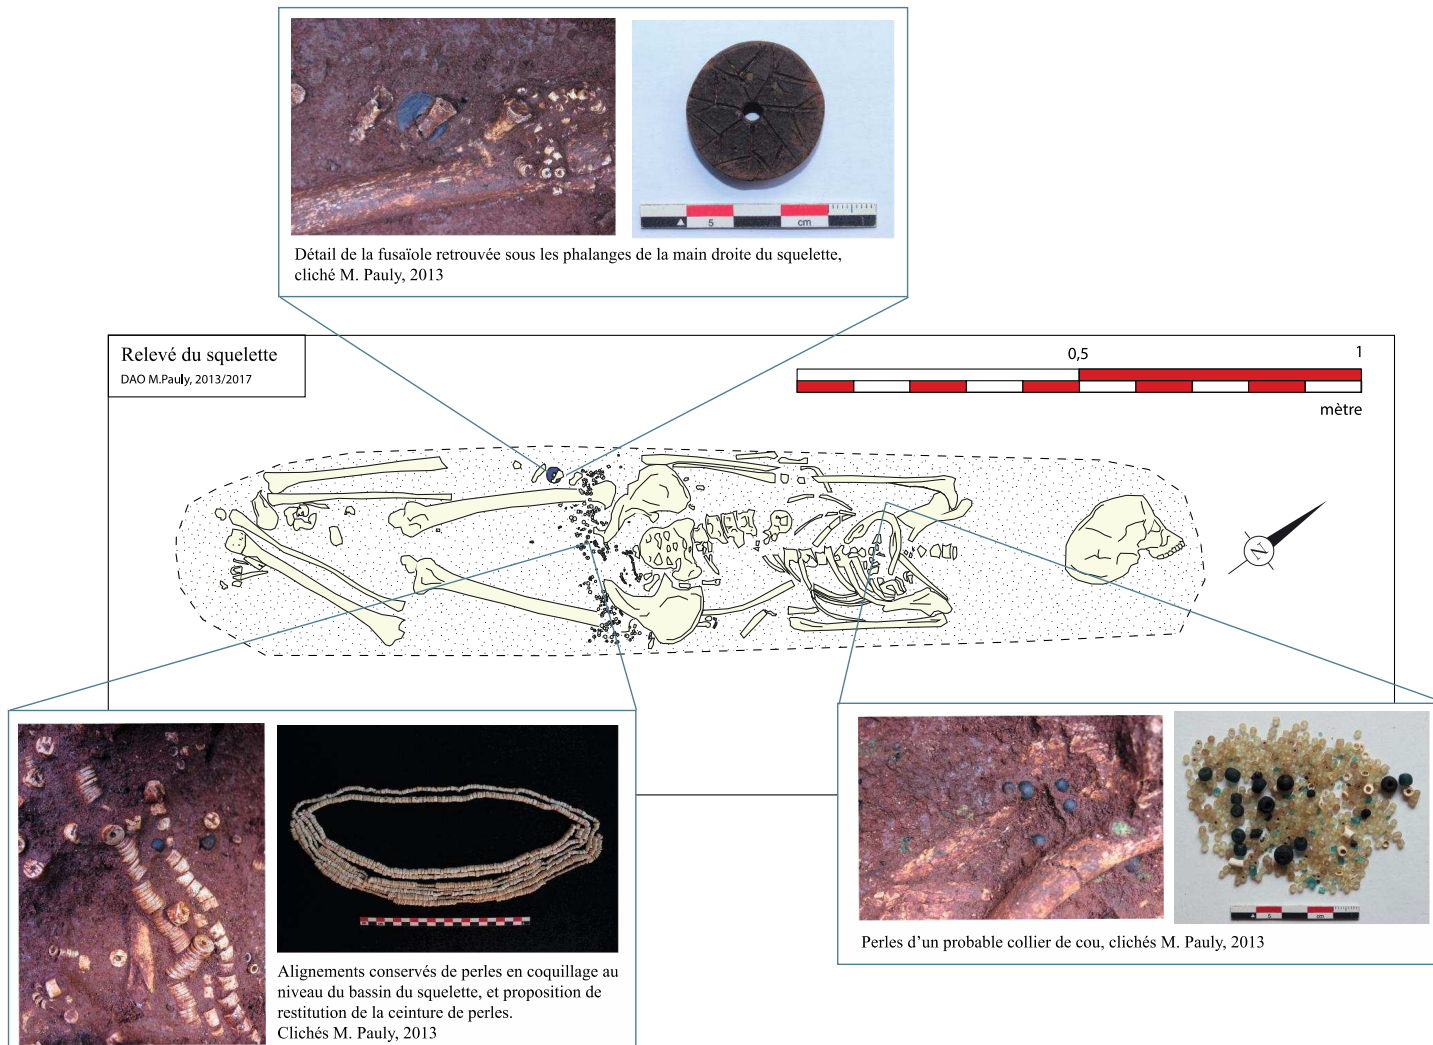 5
cm
Détail de la fusaïole retrouvée sous les phalanges de la main droite du squelette,
cliché M. Pauly, 2013
Relevé du squelette
DAO M.Pauly, 2013/2017
0,5
1
mètre
N
Alignements conservés de perles en coquillage au
niveau du bassin du squelette, et proposition de
restitution de la ceinture de perles.
Clichés M. Pauly, 2013
5
cm
Perles d’un probable collier de cou, clichés M. Pauly, 2013